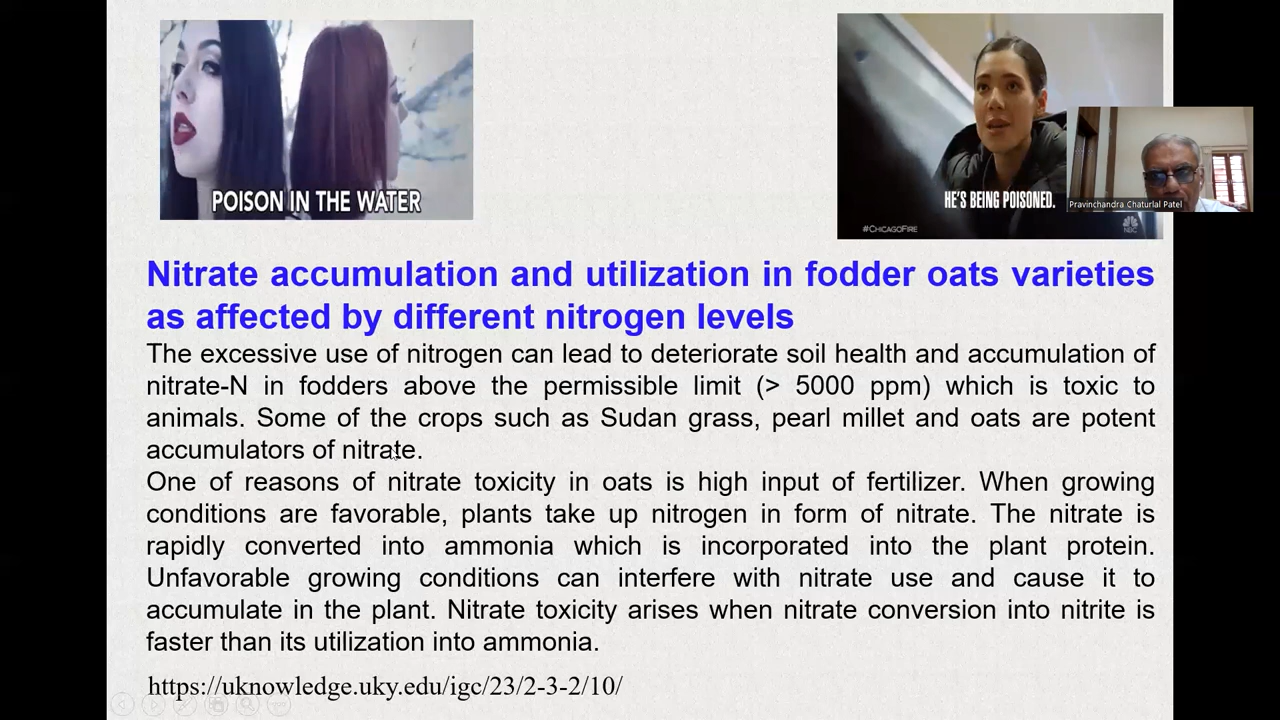 POISON IN THE WATER
HE'S BEING POISONED.
Pravinchandra Chaturlal Patel
#CHICAGOFIRE
NBC
Nitrate accumulation and utilization in fodder oats varieties
as affected by different nitrogen levels
The excessive use of nitrogen can lead to deteriorate soil health and accumulation of
nitrate-N in fodders above the permissible limit (> 5000 ppm) which is toxic to
animals. Some of the crops such as Sudan grass, pearl millet and oats are potent
accumulators of nitrate.
One of reasons of nitrate toxicity in oats is high input of fertilizer. When growing
conditions are favorable, plants take up nitrogen in form of nitrate. The nitrate is
rapidly converted into ammonia which is incorporated into the plant protein.
Unfavorable growing conditions can interfere with nitrate use and cause it to
accumulate in the plant. Nitrate toxicity arises when nitrate conversion into nitrite is
faster than its utilization into ammonia.
https://uknowledge.uky.edu/igc/23/2-3-2/10/